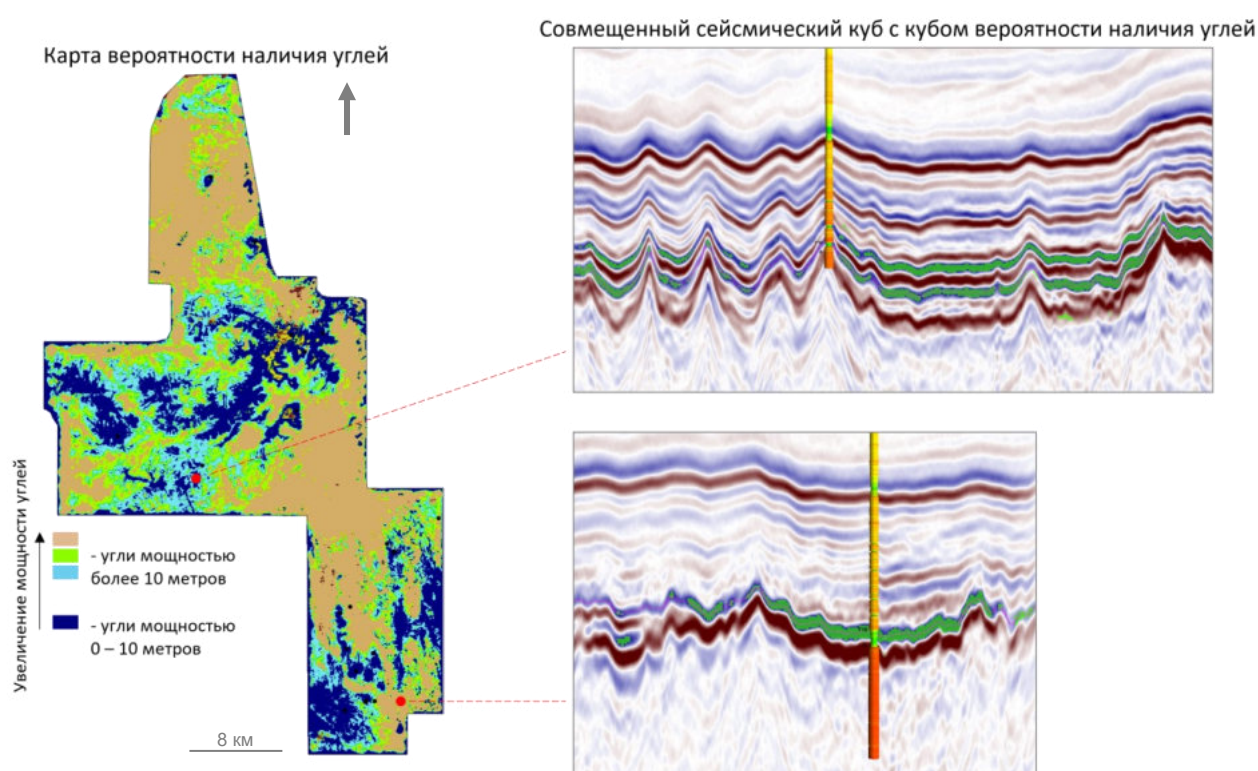 Совмещенный сейсмический куб с кубом вероятности наличия углей
Карта вероятности наличия углей
Увеличение мощности углей
- угли мощностью
более 10 метров
- угли мощностью
0 – 10 метров
8 км